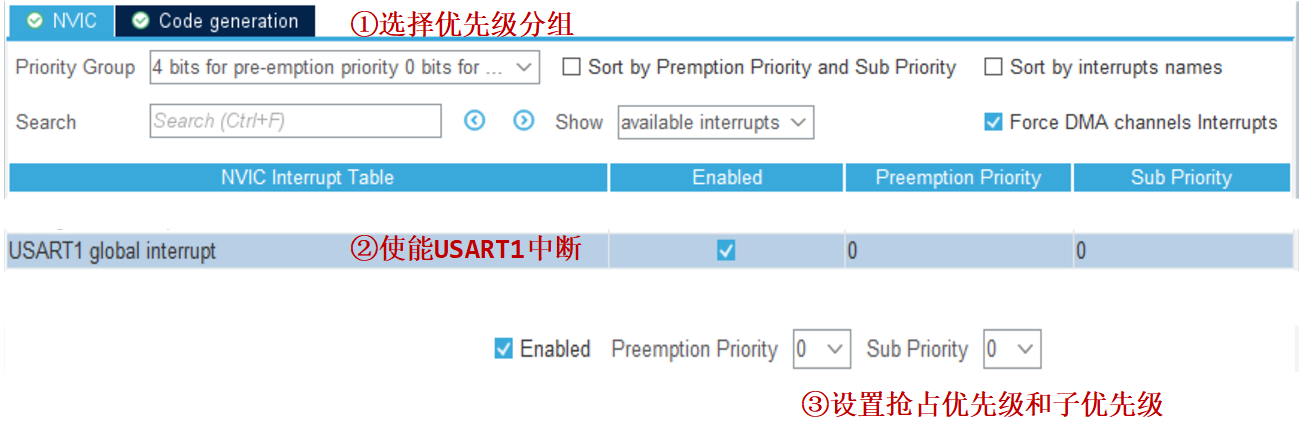 NVIC Code generation ①选择优先级分组
Priority Group 4 bits for pre-emption priority 0 bits for ... Sort by Premption Priority and Sub Priority Sort by interrupts names
Search Search (Ctrl+F) Show available interrupts Force DMA channels Interrupts
NVIC Interrupt Table Enabled Preemption Priority Sub Priority
USART1 global interrupt ②使能USART1中断 0 0
Enabled Preemption Priority 0 Sub Priority 0
③设置抢占优先级和子优先级